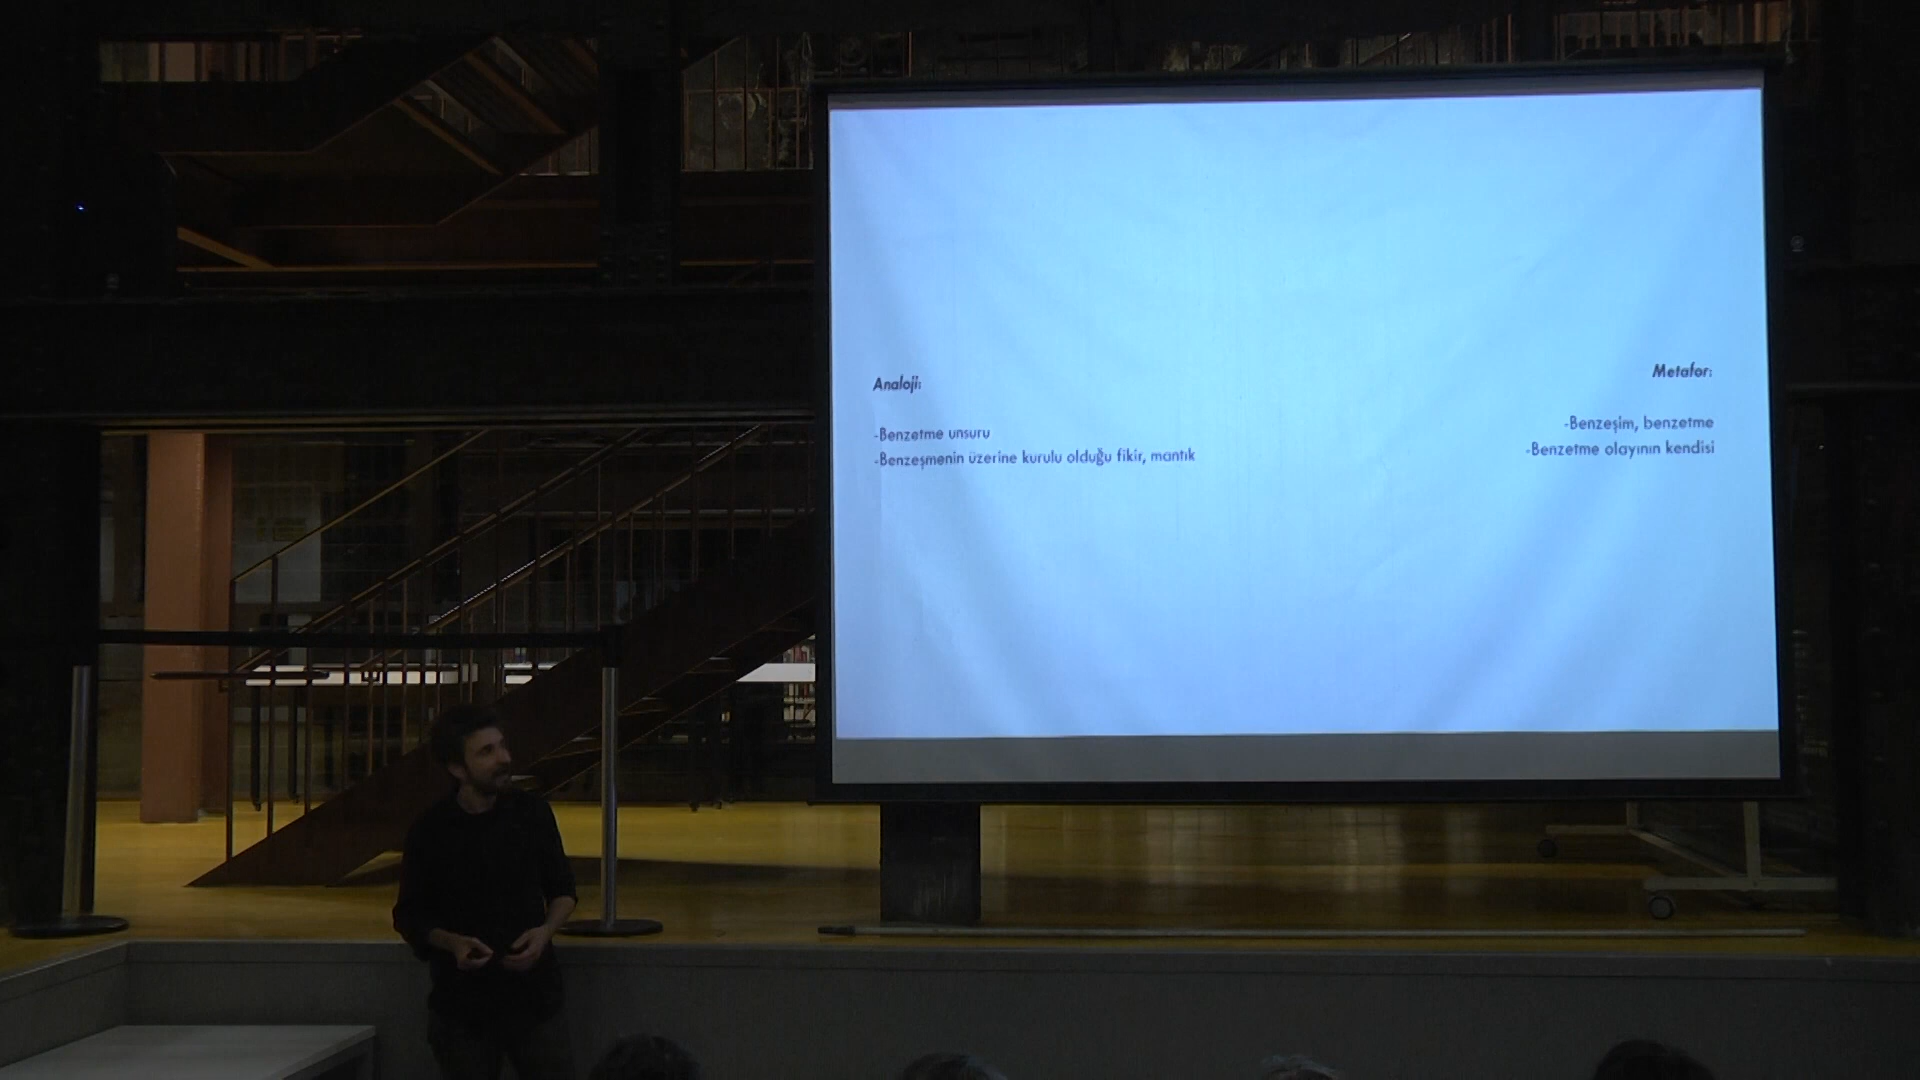 Analoji:
-Benzetme unsuru
-Benzeşmenin üzerine kurulu olduğu fikir, mantık
Metafor:
-Benzeşim, benzetme
-Benzetme olayının kendisi